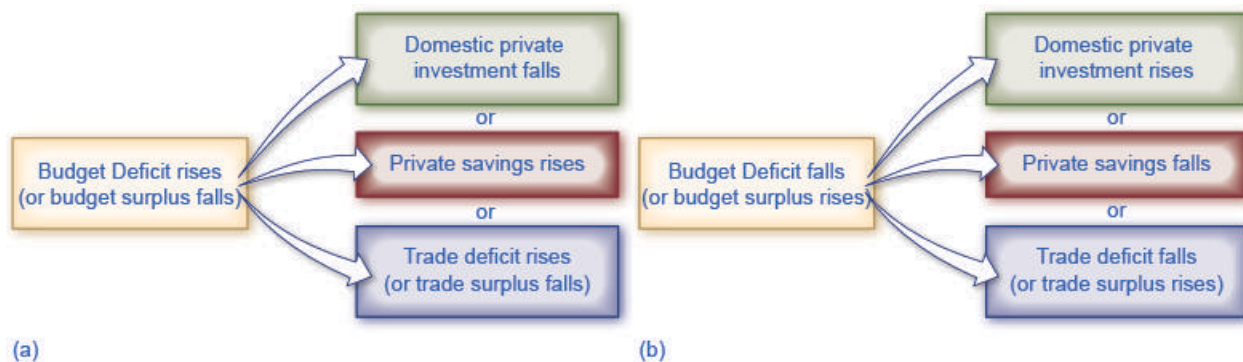 Domestic private
investment falls
or
Budget Deficit rises
(or budget surplus falls)
Private savings rises
or
Trade deficit rises
(or trade surplus falls)
(a)
Domestic private
investment rises
or
Budget Deficit falls
(or budget surplus rises)
Private savings falls
or
Trade deficit falls
(or trade surplus rises)
(b)